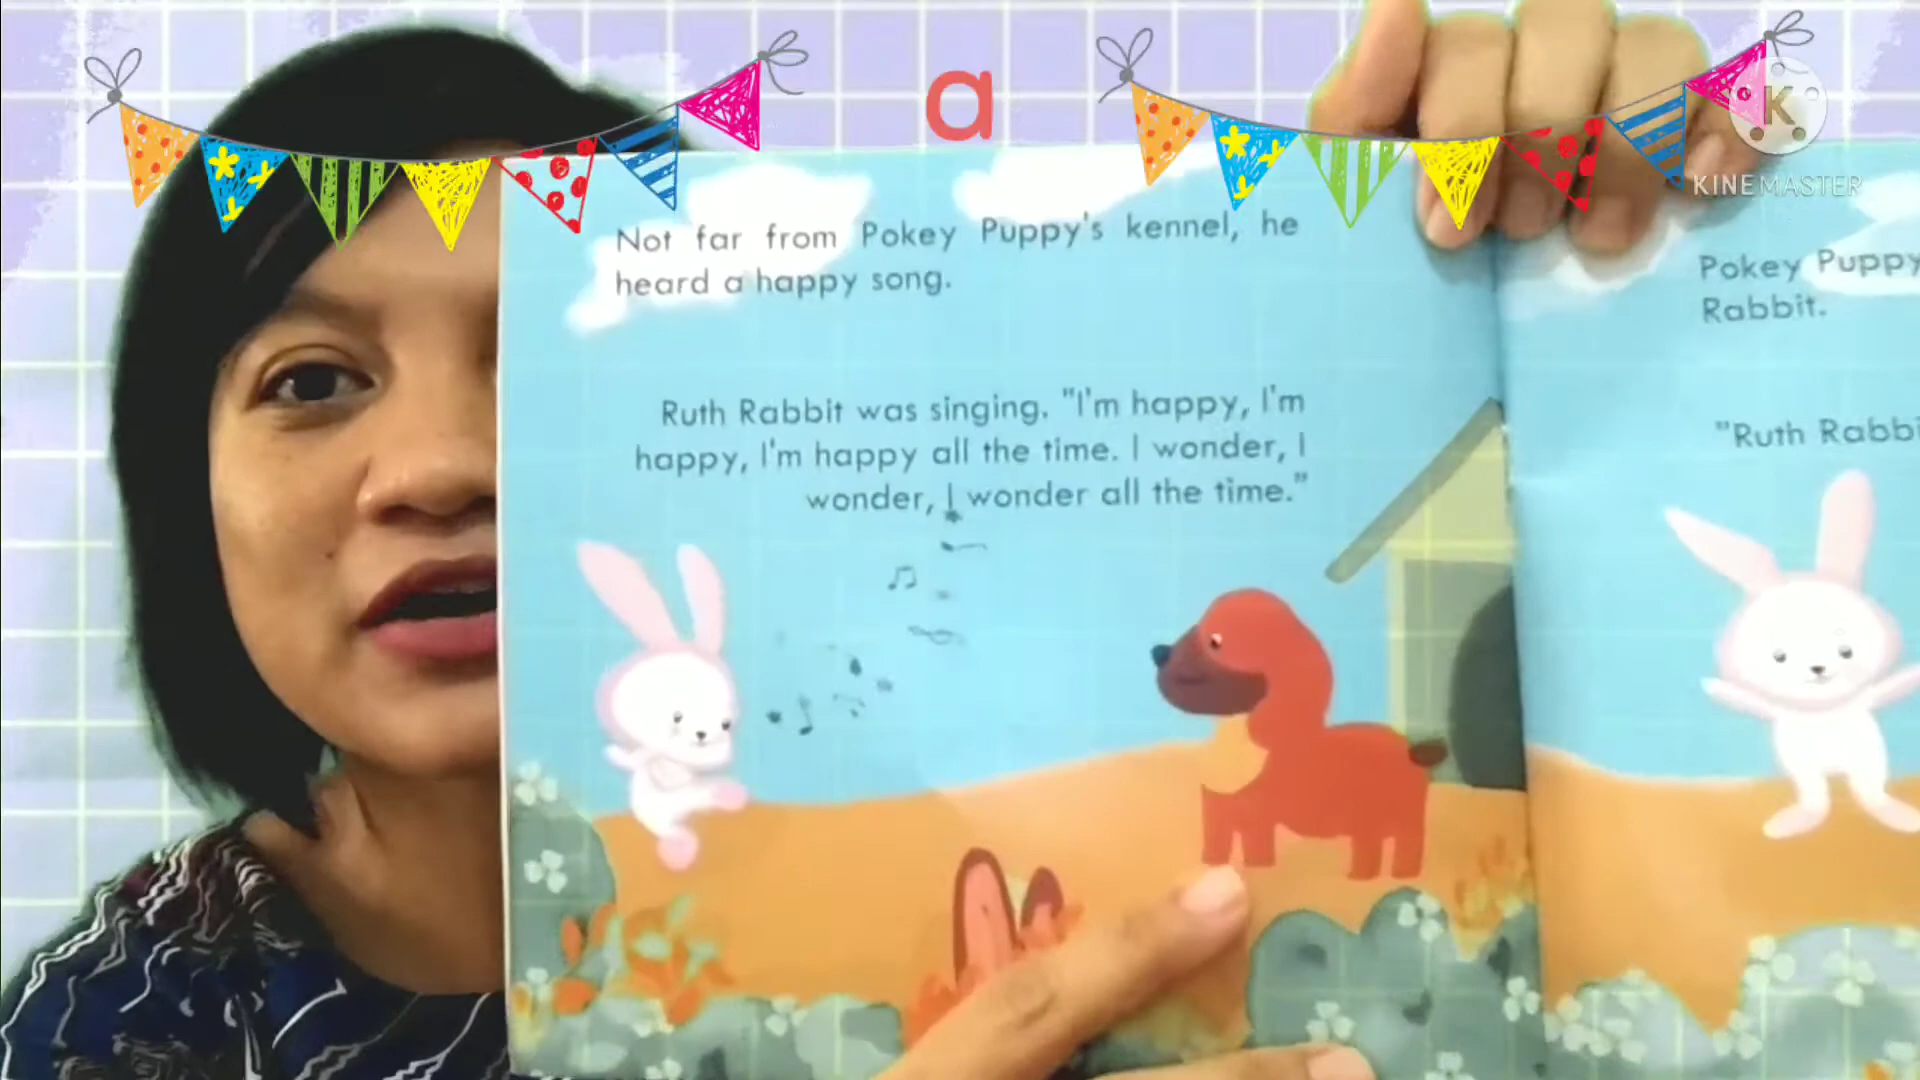 a
KINEMASTER
Not far from Pokey Puppy's kennel, he
heard a happy song.
Ruth Rabbit was singing. "I'm happy, I'm
happy, I'm happy all the time. I wonder, I
wonder, I wonder all the time."
Pokey Puppy
Rabbit.
"Ruth Rabbi